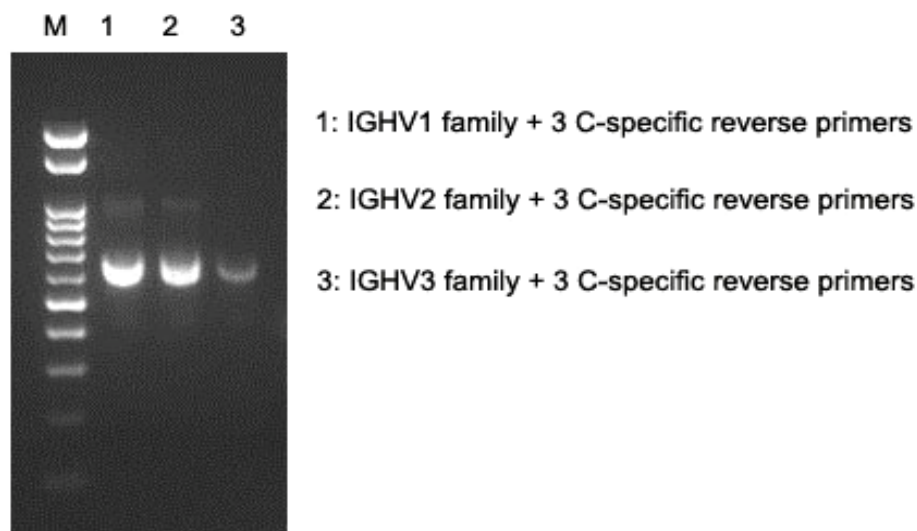 M 1 2 3
1: IGHV1 family + 3 C-specific reverse primers
2: IGHV2 family + 3 C-specific reverse primers
3: IGHV3 family + 3 C-specific reverse primers